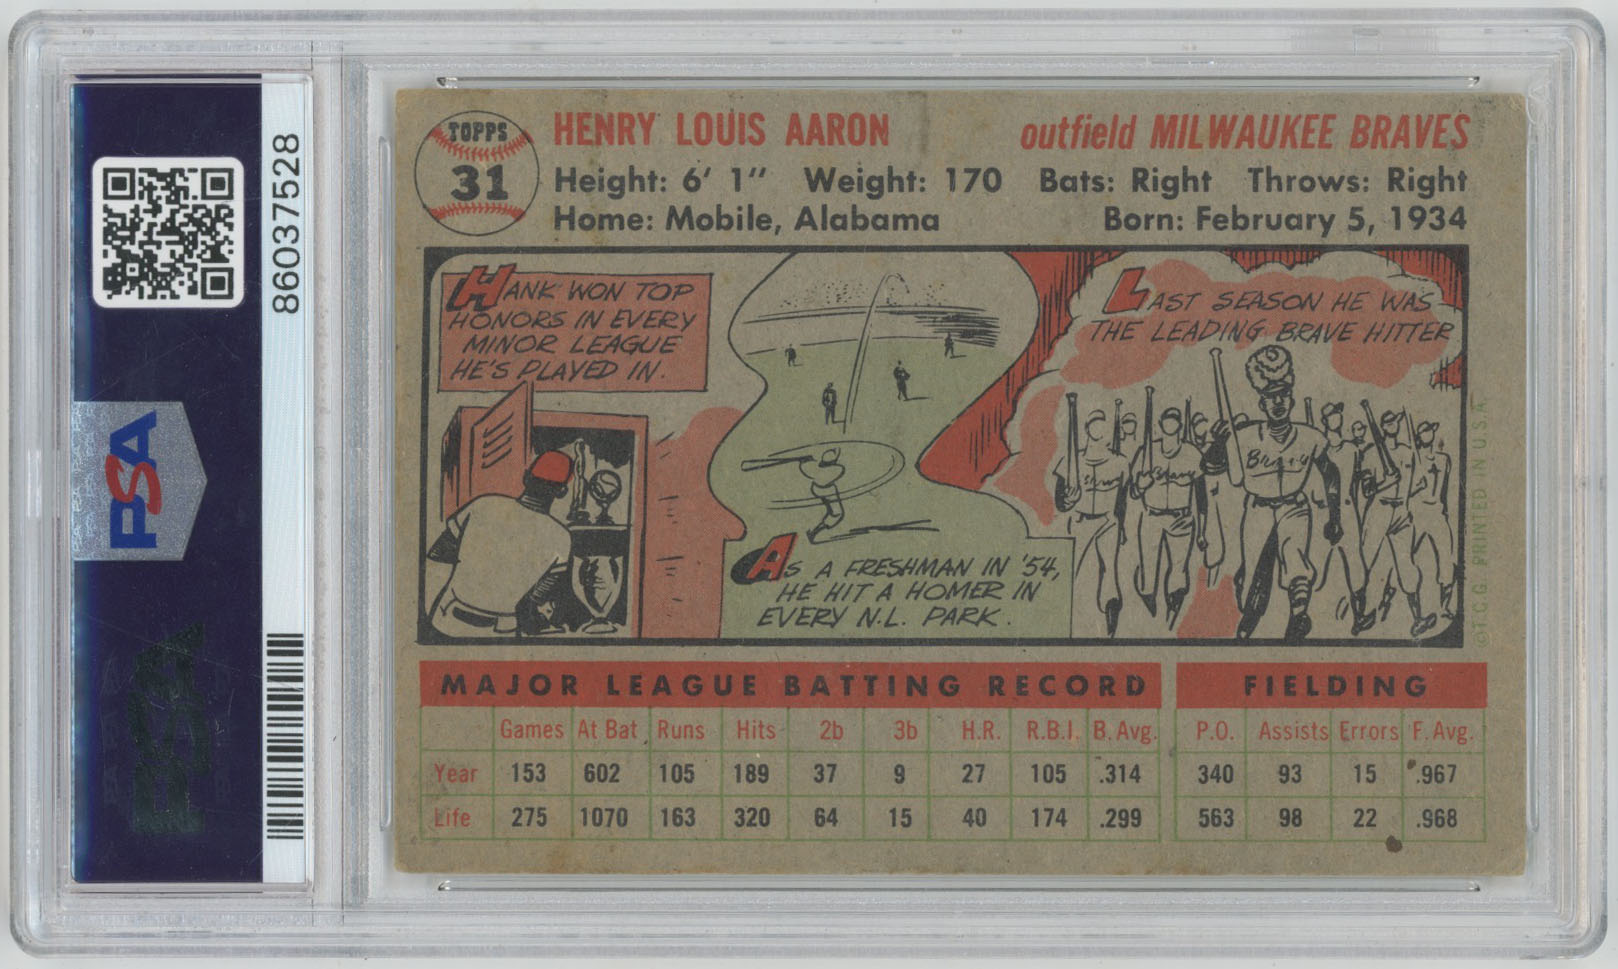 PSA
86037528
PSA
TOPPS
31
HENRY LOUIS AARON
outfield MILWAUKEE BRAVES
Height: 6' 1" Weight: 170 Bats: Right Throws: Right
Home: Mobile, Alabama Born: February 5, 1934
HANK WON TOP
HONORS IN EVERY
MINOR LEAGUE
HE'S PLAYED IN.
AS A FRESHMAN IN '54,
HE HIT A HOMER IN
EVERY N.L. PARK.
LAST SEASON HE WAS
THE LEADING BRAVE HITTER
©T.C.G. PRINTED IN U.S.A.
MAJOR LEAGUE BATTING RECORD FIELDING
Games At Bat Runs Hits 2b 3b H.R. R.B.I. B. Avg. P.O. Assists Errors F. Avg.
Year 153 602 105 189 37 9 27 105 .314 340 93 15 .967
Life 275 1070 163 320 64 15 40 174 .299 563 98 22 .968